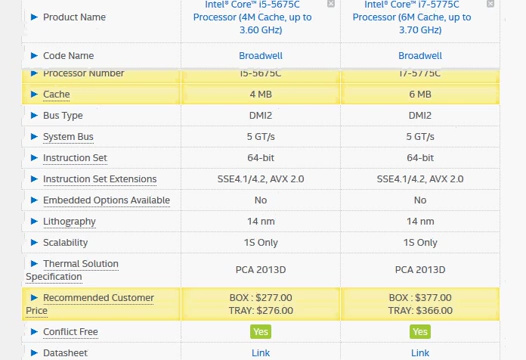 Product Name
Intel® Core™ i5-5675C
Processor (4M Cache, up to
3.60 GHz)
Intel® Core™ i7-5775C
Processor (6M Cache, up to
3.70 GHz)
Code Name Broadwell Broadwell
Processor Number i5-5675C i7-5775C
Cache 4 MB 6 MB
Bus Type DMI2 DMI2
System Bus 5 GT/s 5 GT/s
Instruction Set 64-bit 64-bit
Instruction Set Extensions SSE4.1/4.2, AVX 2.0 SSE4.1/4.2, AVX 2.0
Embedded Options Available No No
Lithography 14 nm 14 nm
Scalability 1S Only 1S Only
Thermal Solution
Specification
PCA 2013D PCA 2013D
Recommended Customer
Price
BOX : $277.00
TRAY: $276.00
BOX : $377.00
TRAY: $366.00
Conflict Free Yes Yes
Datasheet Link Link